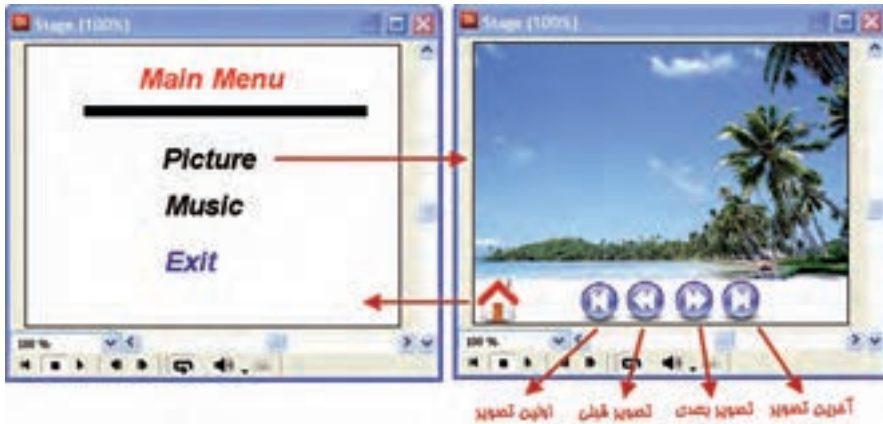 Stage (100%)
Main Menu
Picture
Music
Exit
100 %
Stage (100%)
100 %
اولین تصویر
تصویر قبلی
تصویر بعدی
آخرین تصویر